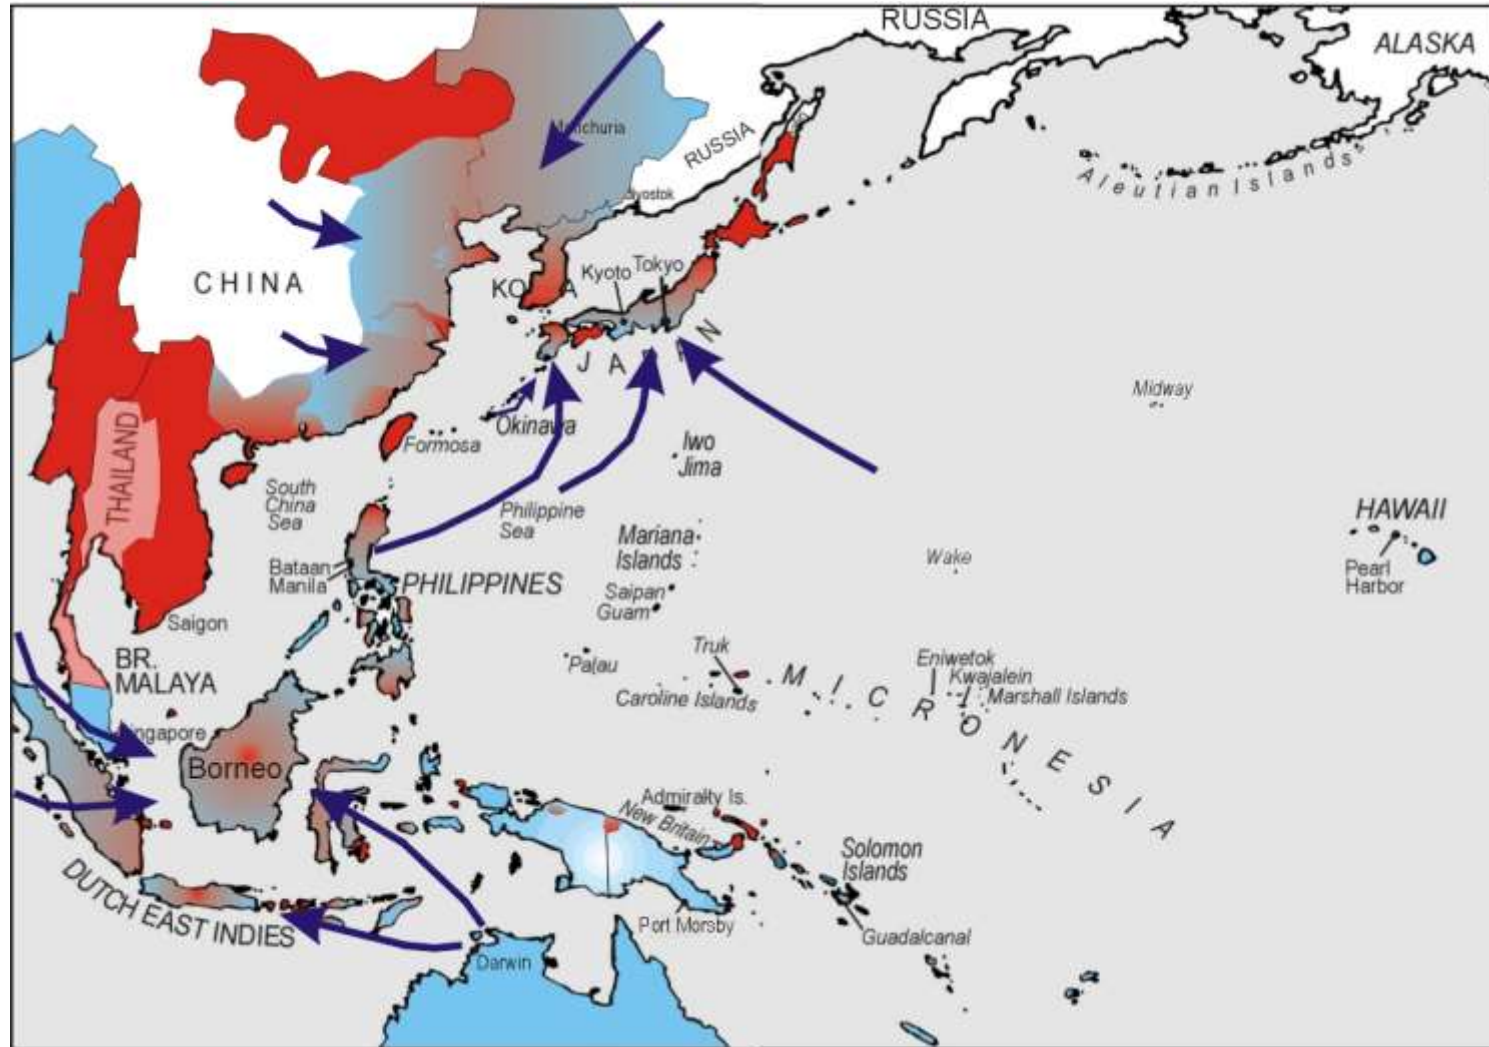 RUSSIA
ALASKA
RUSSIA
Aleutian Islands
CHINA
Kyoto
Tokyo
JAPAN
Midway
THAILAND
Formosa
Okinawa
Iwo
Jima
South
China
Sea
Philippine
Sea
HAWAII
Mariana
Islands
Wake
Pearl
Harbor
Bataan
Manila
PHILIPPINES
Saipan
Guam
Saigon
BR.
MALAYA
Palau
Truk
Caroline Islands
Eniwetok
Kwajalein
Marshall Islands
MICRONESIA
Borneo
Admiralty Is.
New Britain
Solomon
Islands
DUTCH EAST INDIES
Port Morsby
Guadalcanal
Darwin